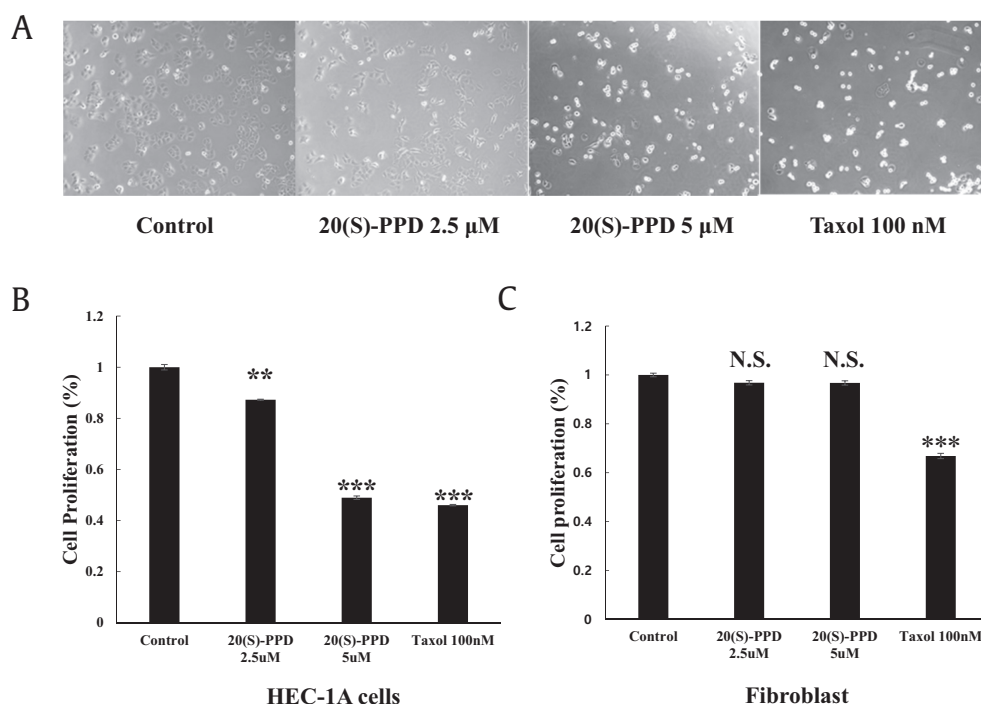 A
Control
20(S)-PPD 2.5 μM
20(S)-PPD 5 μM
Taxol 100 nM
B
Cell Proliferation (%)
1.2
1
0.8
0.6
0.4
0.2
0
**
***
***
Control
20(S)-PPD
2.5uM
20(S)-PPD
5uM
Taxol 100nM
HEC-1A cells
C
Cell proliferation (%)
1.2
1
0.8
0.6
0.4
0.2
0
N.S.
N.S.
***
Control
20(S)-PPD
2.5uM
20(S)-PPD
5uM
Taxol 100nM
Fibroblast